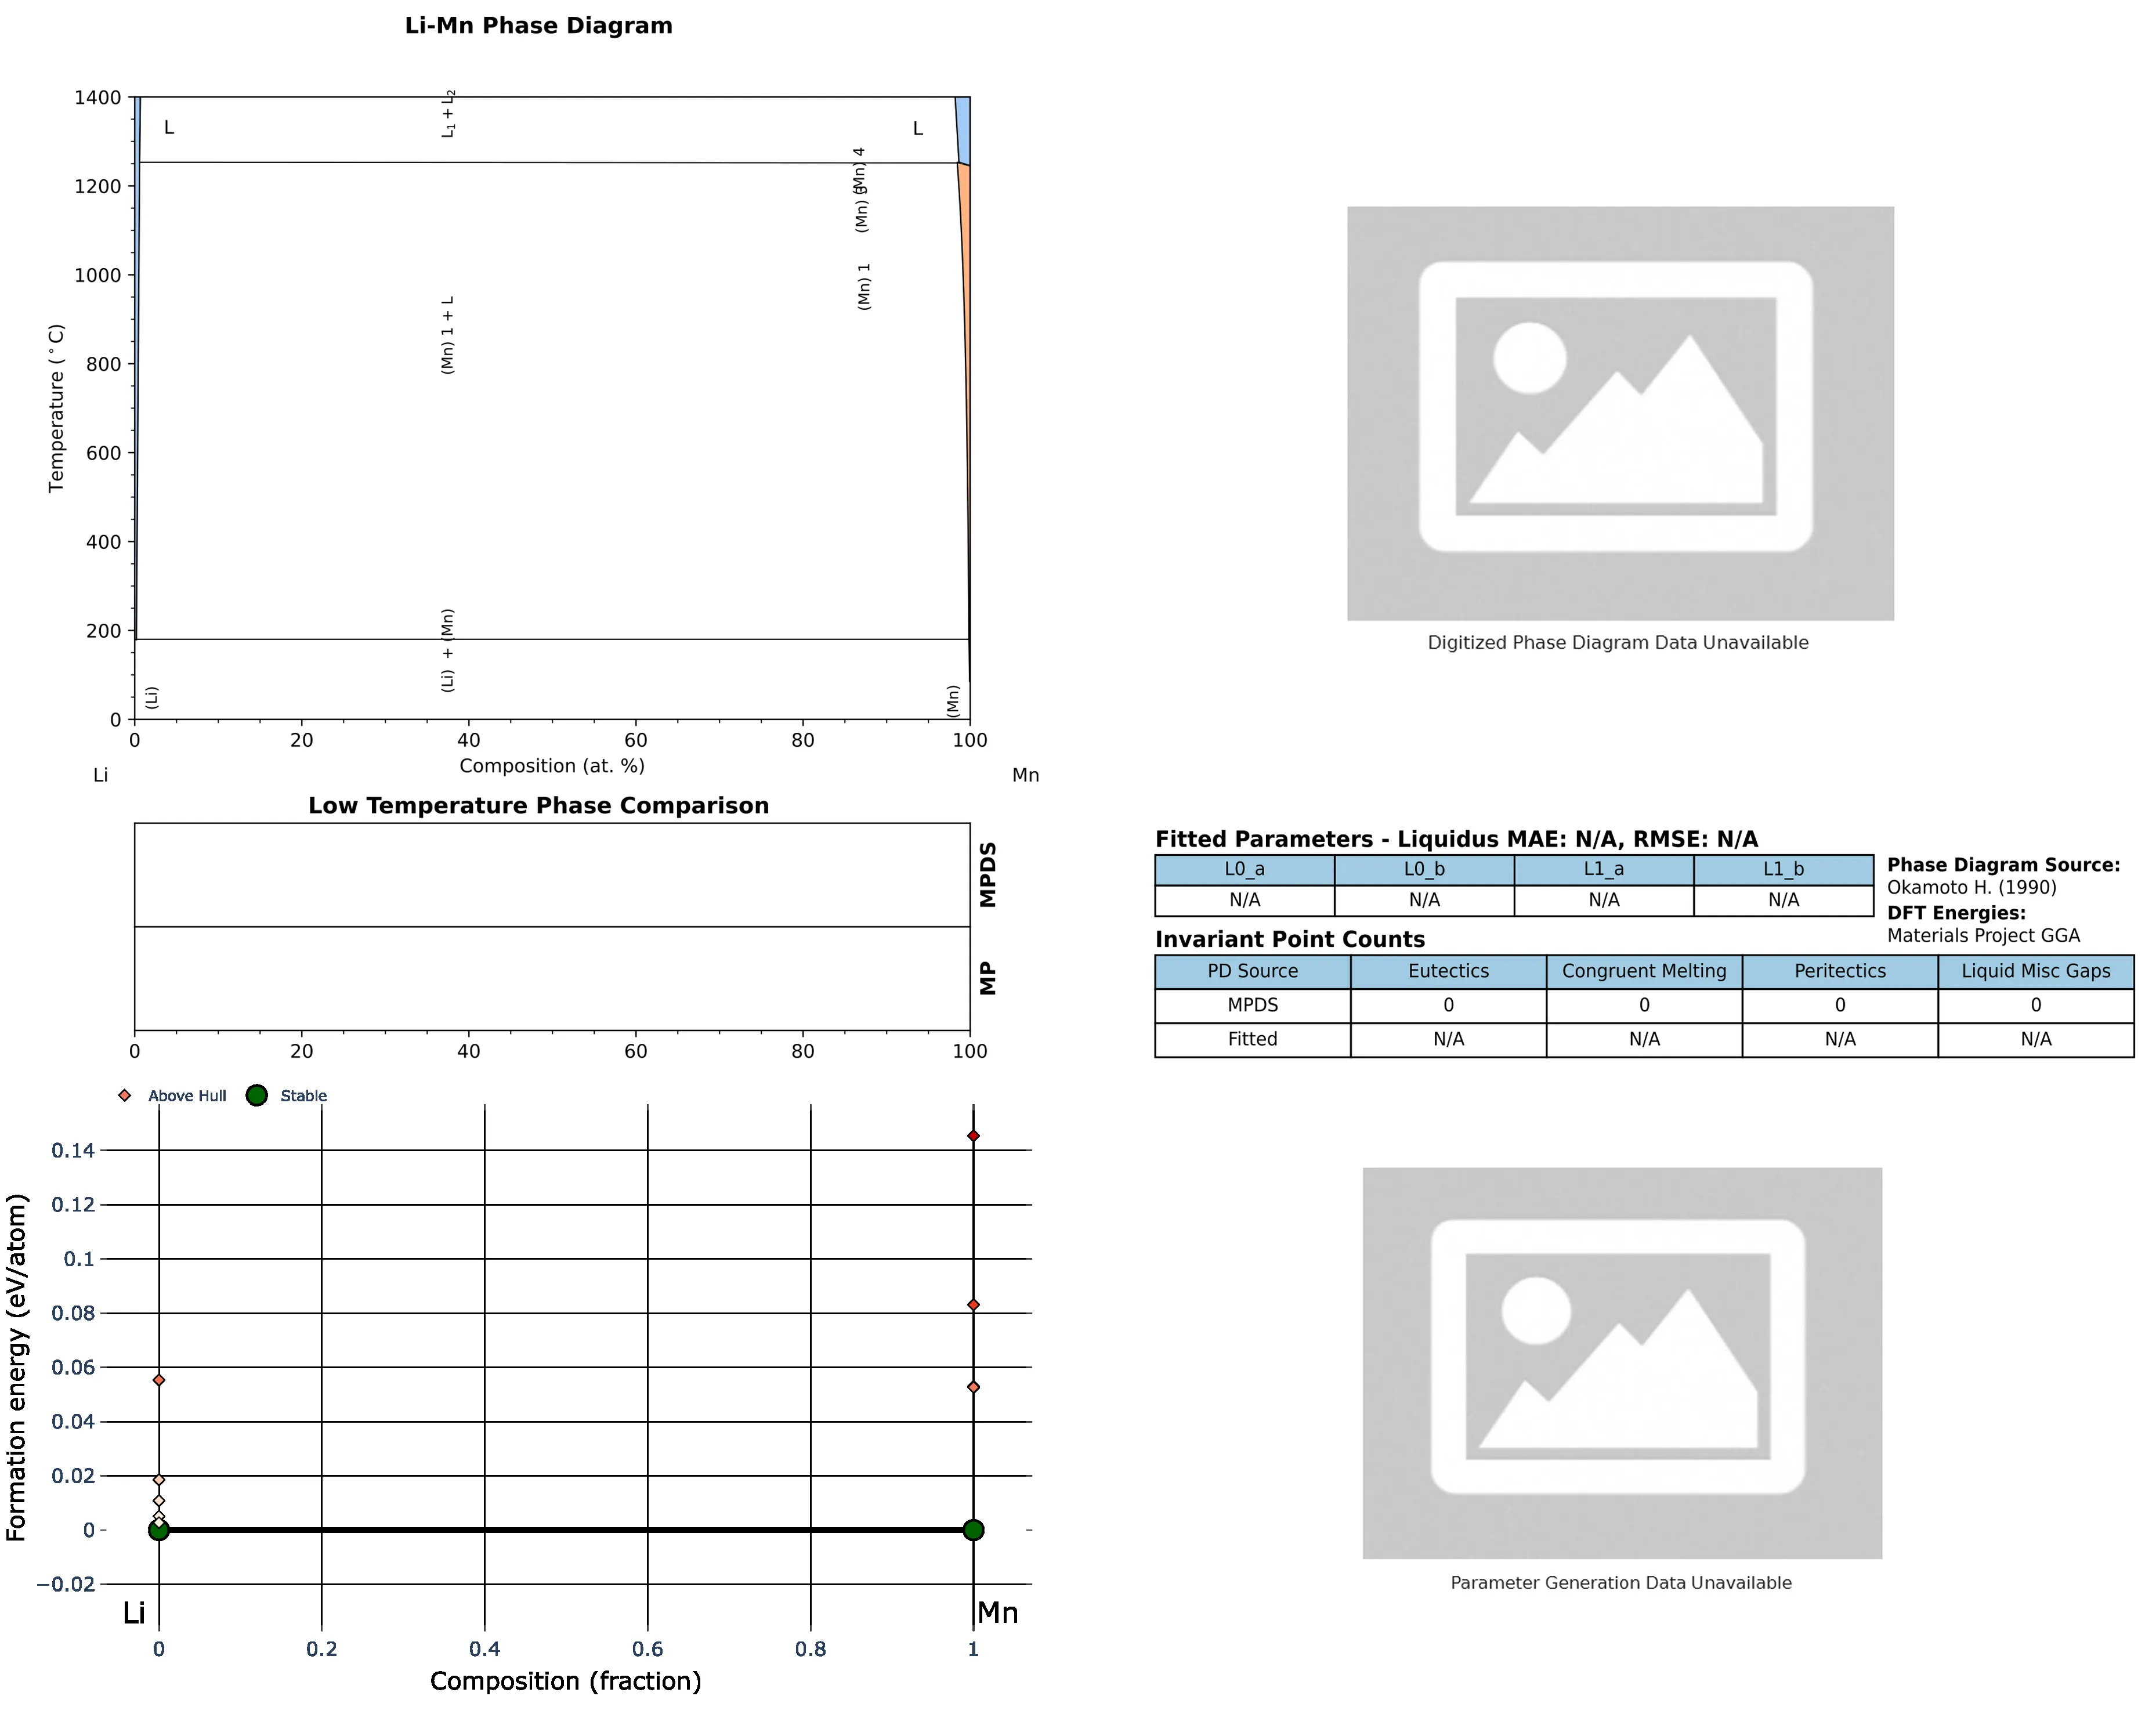 Li-Mn Phase Diagram
1400
1200
1000
800
600
400
200
0
Temperature (°C)
L
L₁ + L₂
L
(Mn) 4
(Mn) 1
(Mn) 1 + L
(Li) + (Mn)
(Li)
(Mn)
0 20 40 60 80 100
Composition (at. %)
Li
Mn
Digitized Phase Diagram Data Unavailable
Low Temperature Phase Comparison
MPDS
MP
0 20 40 60 80 100
Fitted Parameters - Liquidus MAE: N/A, RMSE: N/A
L0_a L0_b L1_a L1_b
N/A N/A N/A N/A
Phase Diagram Source:
Okamoto H. (1990)
DFT Energies:
Materials Project GGA
Invariant Point Counts
PD Source Eutectics Congruent Melting Peritectics Liquid Misc Gaps
MPDS 0 0 0 0
Fitted N/A N/A N/A N/A
Above Hull Stable
0.14
0.12
0.1
0.08
0.06
0.04
0.02
0
−0.02
Formation energy (eV/atom)
Li
Mn
0 0.2 0.4 0.6 0.8 1
Composition (fraction)
Parameter Generation Data Unavailable